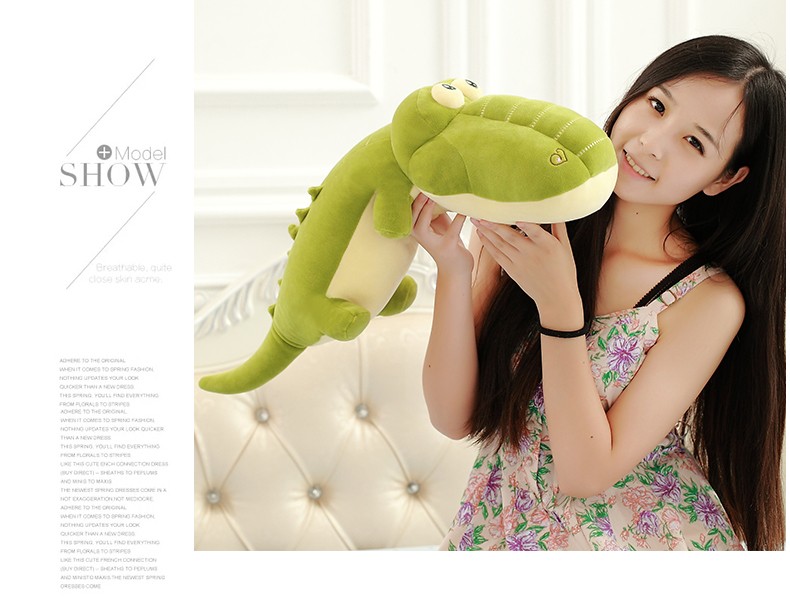 Model
SHOW
Breathable, quite
close skin acme.
ADHERE TO THE ORIGINAL
WHEN IT COMES TO SPRING FASHION,
NOTHING UPDATES YOUR LOOK
QUICKER THAN A NEW DRESS.
THIS SPRING, YOU'LL FIND EVERYTHING
FROM FLORALS TO STRIPES
ADHERE TO THE ORIGINAL
WHEN IT COMES TO SPRING FASHION,
NOTHING UPDATES YOUR LOOK QUICKER
THAN A NEW DRESS.
THIS SPRING, YOU'LL FIND EVERYTHING
FROM FLORALS TO STRIPES
LIKE THIS CUTE ENCH CONNECTION DRESS
(BUY DIRECT) – SHEATHS TO PEPLUMS
AND MINIS TO MAXIS
THE NEWEST SPRING DRESSES COME IN A
NOT EXAGGERATION NOT MEDIOCRE,
ADHERE TO THE ORIGINAL
WHEN IT COMES TO SPRING FASHION,
NOTHING UPDATES YOUR LOOK
QUICKER THAN A NEW DRESS.
THIS SPRING, YOU'LL FIND EVERYTHING
FROM FLORALS TO STRIPES
LIKE THIS CUTE FRENCH CONNECTION
(BUY DIRECT) – SHEATHS TO PEPLUMS
AND MINISTO MAXIS THE NEWEST SPRING
DRESSES COME